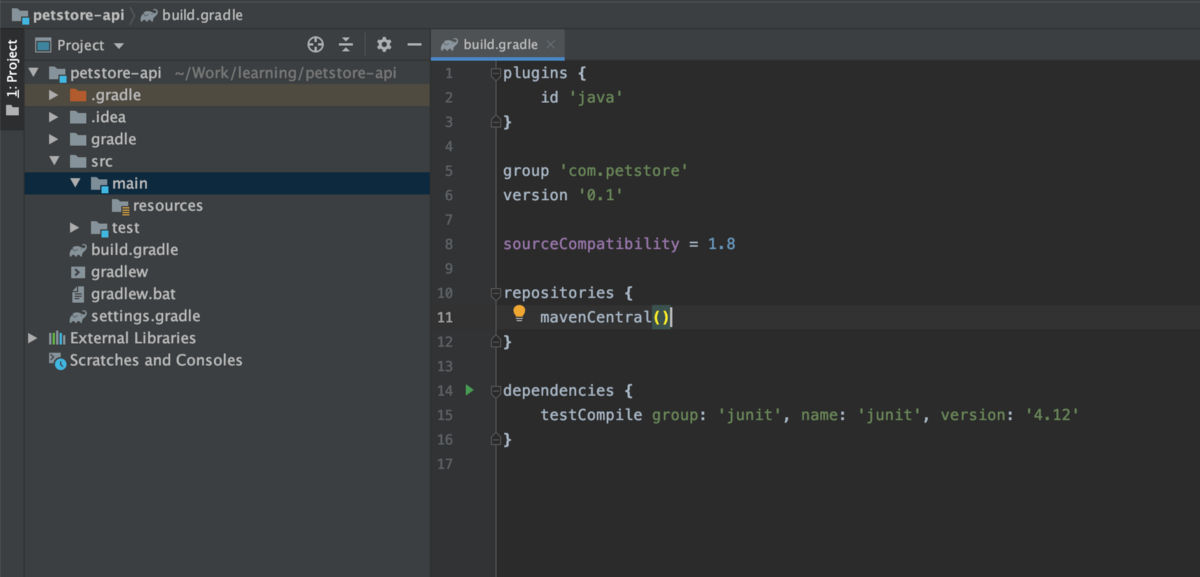 petstore-api build.gradle
1: Project
Project
build.gradle
petstore-api ~/Work/learning/petstore-api
.gradle
.idea
gradle
src
main
resources
test
build.gradle
gradlew
gradlew.bat
settings.gradle
External Libraries
Scratches and Consoles
1 plugins {
2     id 'java'
3 }
4
5 group 'com.petstore'
6 version '0.1'
7
8 sourceCompatibility = 1.8
9
10 repositories {
11     mavenCentral()
12 }
13
14 dependencies {
15     testCompile group: 'junit', name: 'junit', version: '4.12'
16 }
17